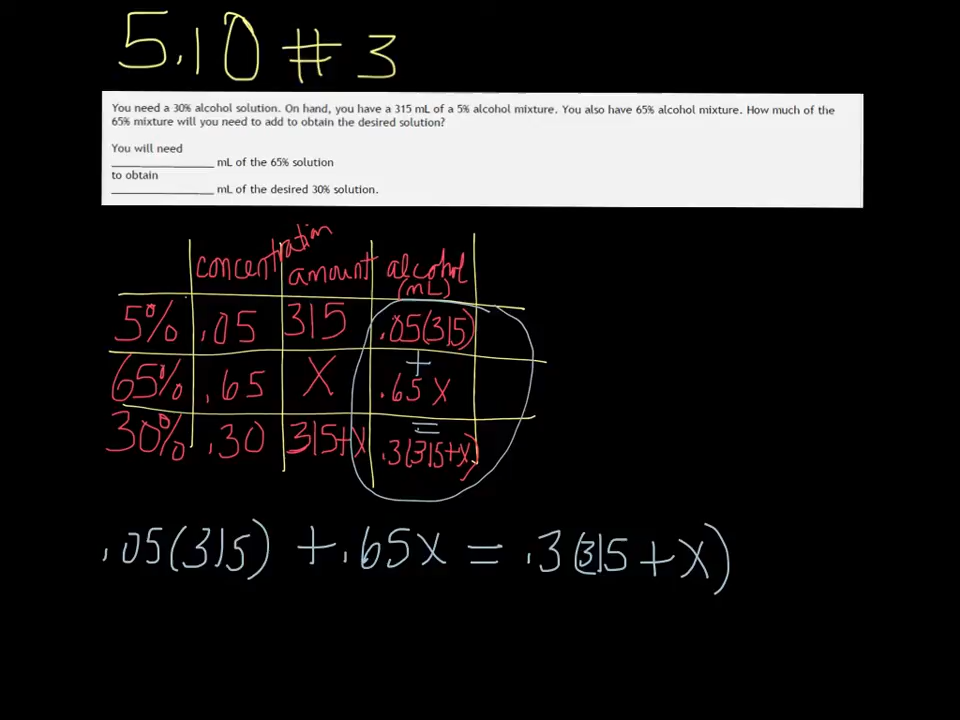 5.10 #3
You need a 30% alcohol solution. On hand, you have a 315 mL of a 5% alcohol mixture. You also have 65% alcohol mixture. How much of the
65% mixture will you need to add to obtain the desired solution?
You will need
______________ mL of the 65% solution
to obtain
______________ mL of the desired 30% solution.
concentration amount alcohol (mL)
5% .05 315 .05(315)
+
65% .65 X .65 X
=
30% .30 315+X .3(315+X)
.05(315) + .65X = .3(315 + X)